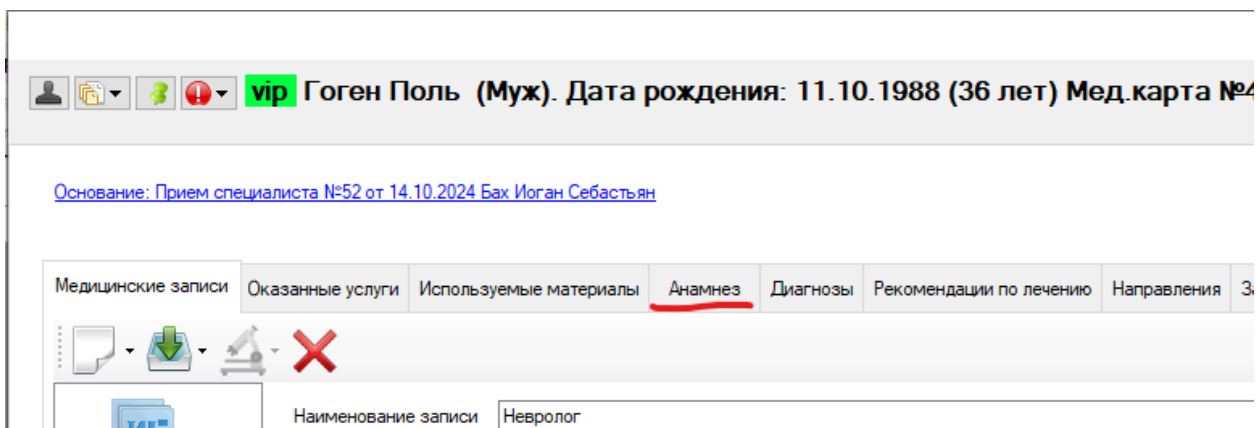 vip Гоген Поль (Муж). Дата рождения: 11.10.1988 (36 лет) Мед.карта №4
Основание: Прием специалиста №52 от 14.10.2024 Бах Иоган Себастьян
Медицинские записи Оказанные услуги Используемые материалы Анамнез Диагнозы Рекомендации по лечению Направления
Наименование записи Невролог